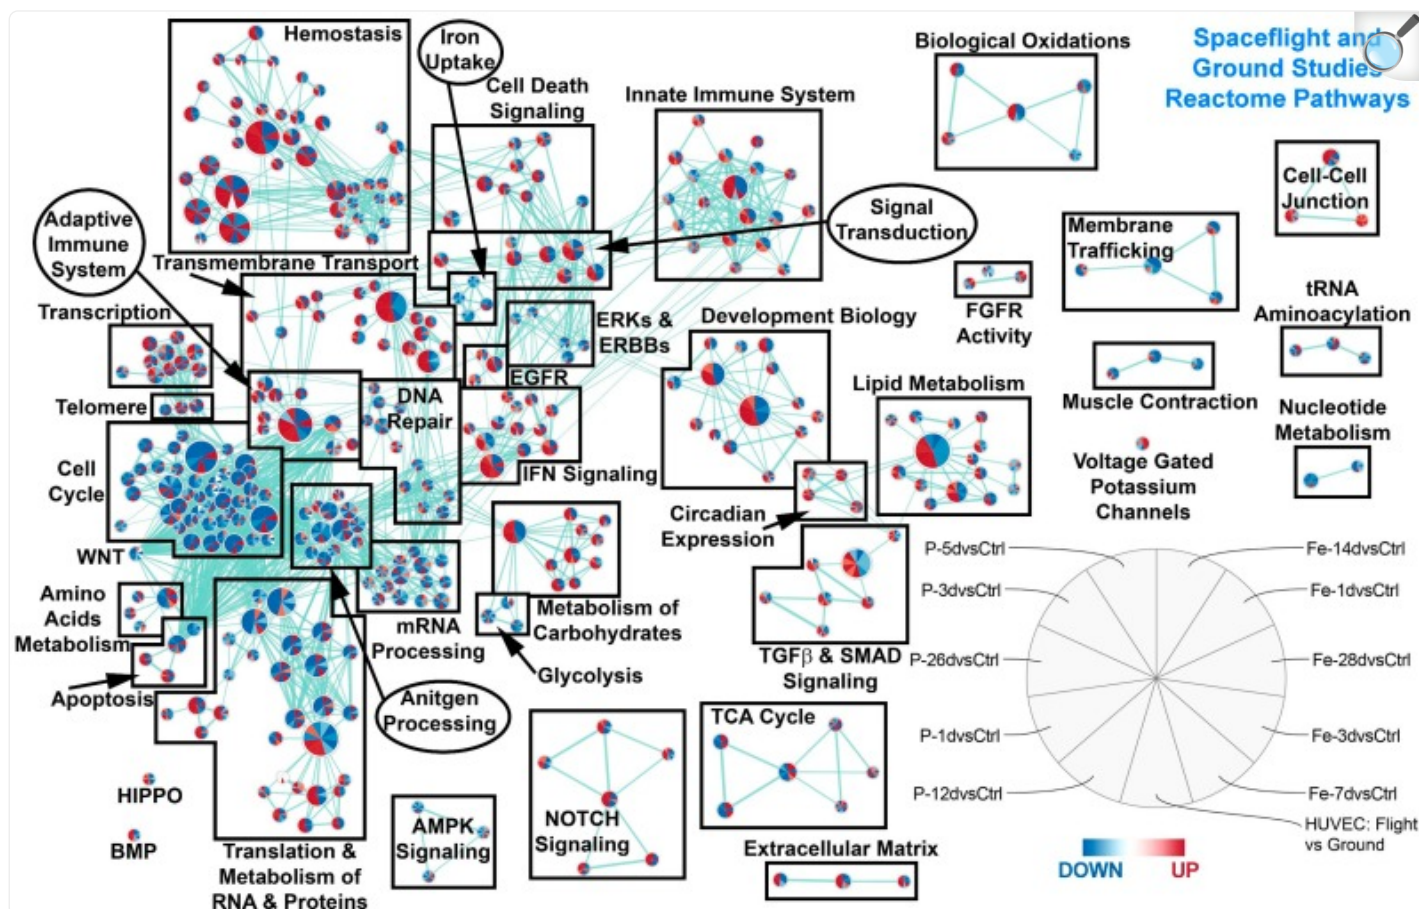 Hemostasis
Iron
Uptake
Cell Death
Signaling
Innate Immune System
Biological Oxidations
Spaceflight and
Ground Studies
Reactome Pathways
Cell-Cell
Junction
Adaptive
Immune
System
Signal
Transduction
Membrane
Trafficking
Transmembrane Transport
Transcription
ERKs &
ERBBs
Development Biology
FGFR
Activity
tRNA
Aminoacylation
EGFR
Telomere
DNA
Repair
Lipid Metabolism
Muscle Contraction
Nucleotide
Metabolism
Cell
Cycle
IFN Signaling
Voltage Gated
Potassium
Channels
Circadian
Expression
WNT
Amino
Acids
Metabolism
mRNA
Processing
Metabolism of
Carbohydrates
Glycolysis
TGFβ & SMAD
Signaling
Apoptosis
Anitgen
Processing
TCA Cycle
HIPPO
BMP
AMPK
Signaling
NOTCH
Signaling
Translation &
Metabolism of
RNA & Proteins
Extracellular Matrix
P-5dvsCtrl
Fe-14dvsCtrl
P-3dvsCtrl
Fe-1dvsCtrl
P-26dvsCtrl
Fe-28dvsCtrl
P-1dvsCtrl
Fe-3dvsCtrl
P-12dvsCtrl
Fe-7dvsCtrl
HUVEC: Flight
vs Ground
DOWN
UP